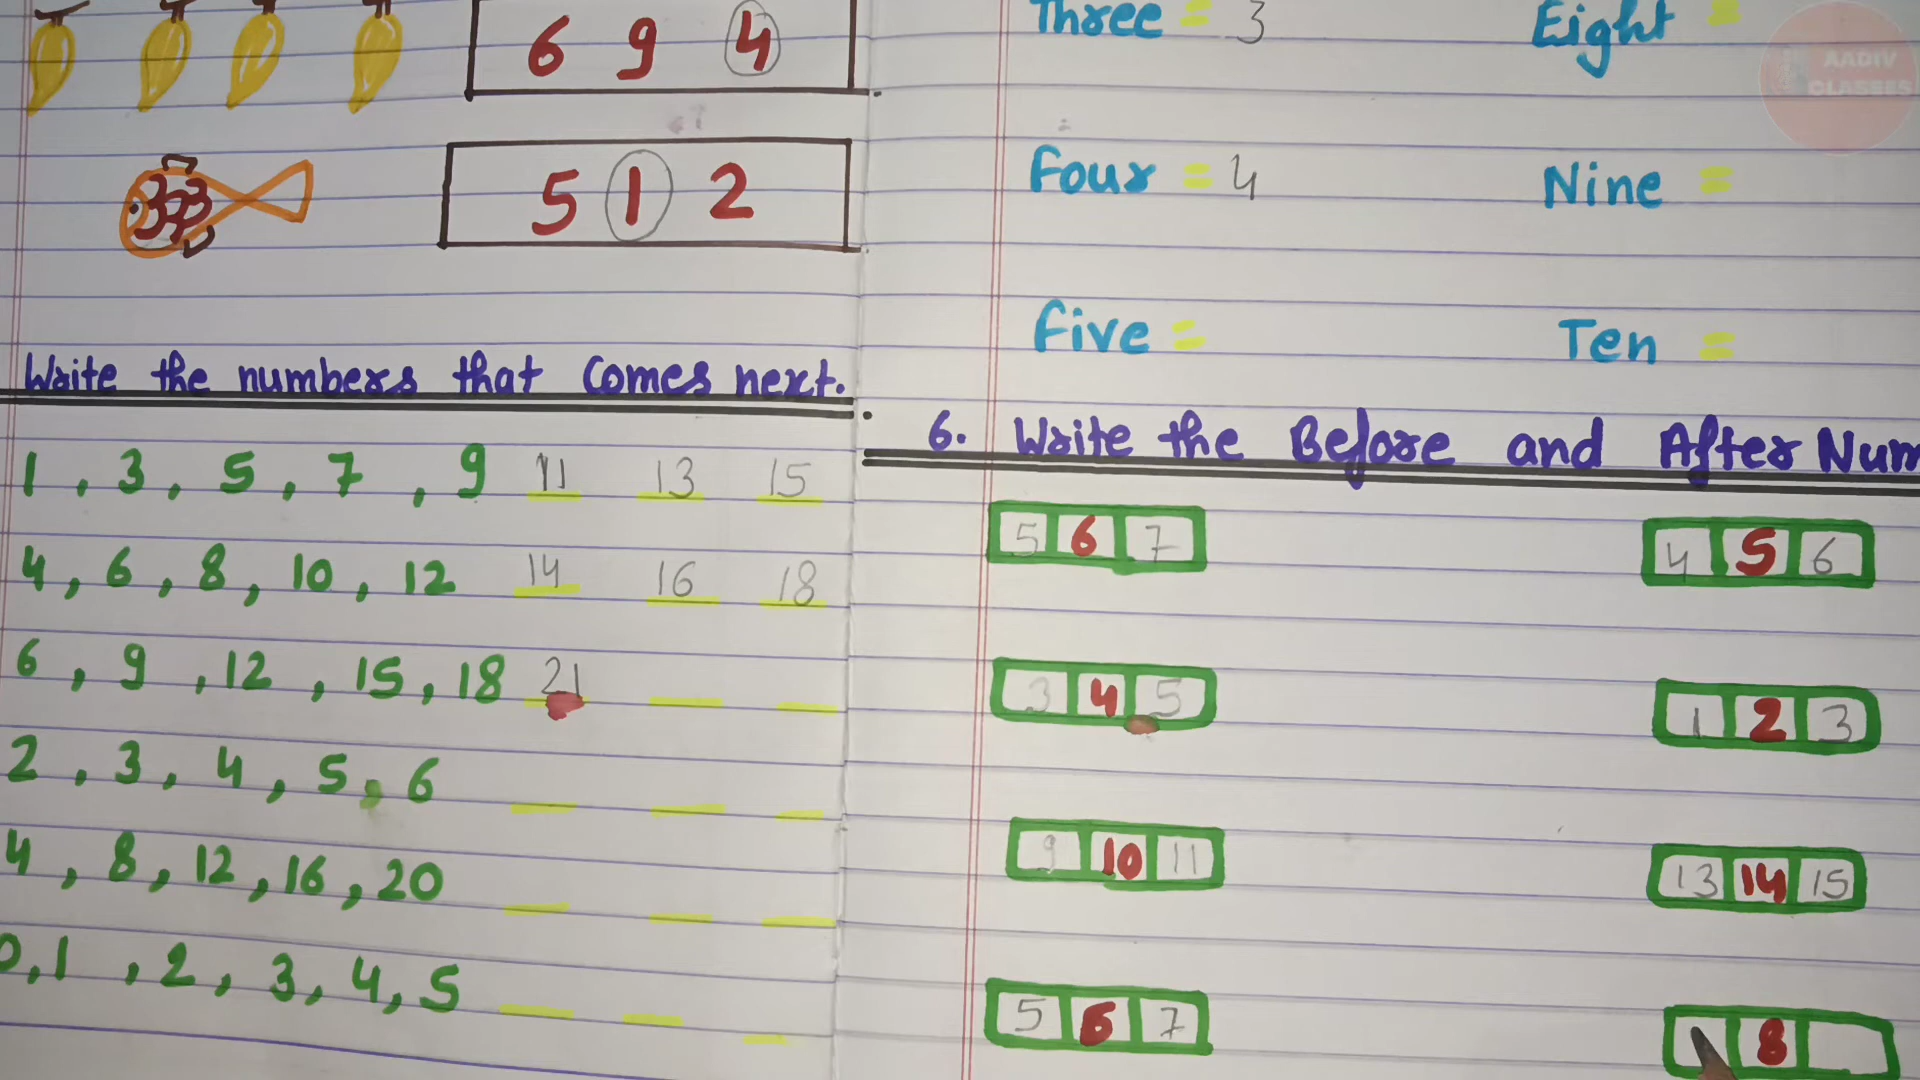 6 9 4
5 1 2
Write the numbers that comes next.
1, 3, 5, 7, 9 11 13 15
4, 6, 8, 10, 12 14 16 18
6, 9, 12, 15, 18 21
2, 3, 4, 5, 6
4, 8, 12, 16, 20
0, 1, 2, 3, 4, 5
Three = 3 Eight =
Four = 4 Nine =
Five = Ten =
6. Write the Before and After Num
5 6 7 4 5 6
3 4 5 1 2 3
9 10 11 13 14 15
5 6 7 8
AADIV
CLASSES